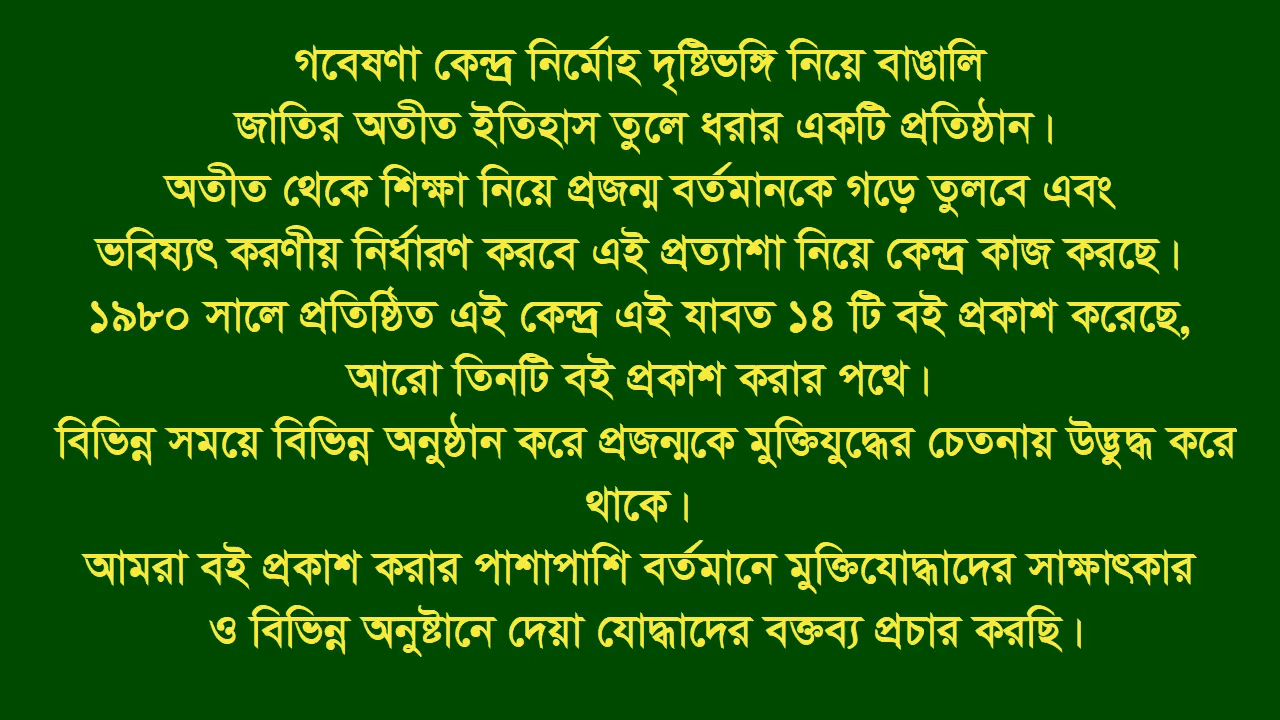 গবেষণা কেন্দ্র নির্মোহ দৃষ্টিভঙ্গি নিয়ে বাঙালি
জাতির অতীত ইতিহাস তুলে ধরার একটি প্রতিষ্ঠান।
অতীত থেকে শিক্ষা নিয়ে প্রজন্ম বর্তমানকে গড়ে তুলবে এবং
ভবিষ্যৎ করণীয় নির্ধারণ করবে এই প্রত্যাশা নিয়ে কেন্দ্র কাজ করছে।
১৯৮০ সালে প্রতিষ্ঠিত এই কেন্দ্র এই যাবত ১৪ টি বই প্রকাশ করেছে,
আরো তিনটি বই প্রকাশ করার পথে।
বিভিন্ন সময়ে বিভিন্ন অনুষ্ঠান করে প্রজন্মকে মুক্তিযুদ্ধের চেতনায় উদ্ভুদ্ধ করে
থাকে।
আমরা বই প্রকাশ করার পাশাপাশি বর্তমানে মুক্তিযোদ্ধাদের সাক্ষাৎকার
ও বিভিন্ন অনুষ্টানে দেয়া যোদ্ধাদের বক্তব্য প্রচার করছি।